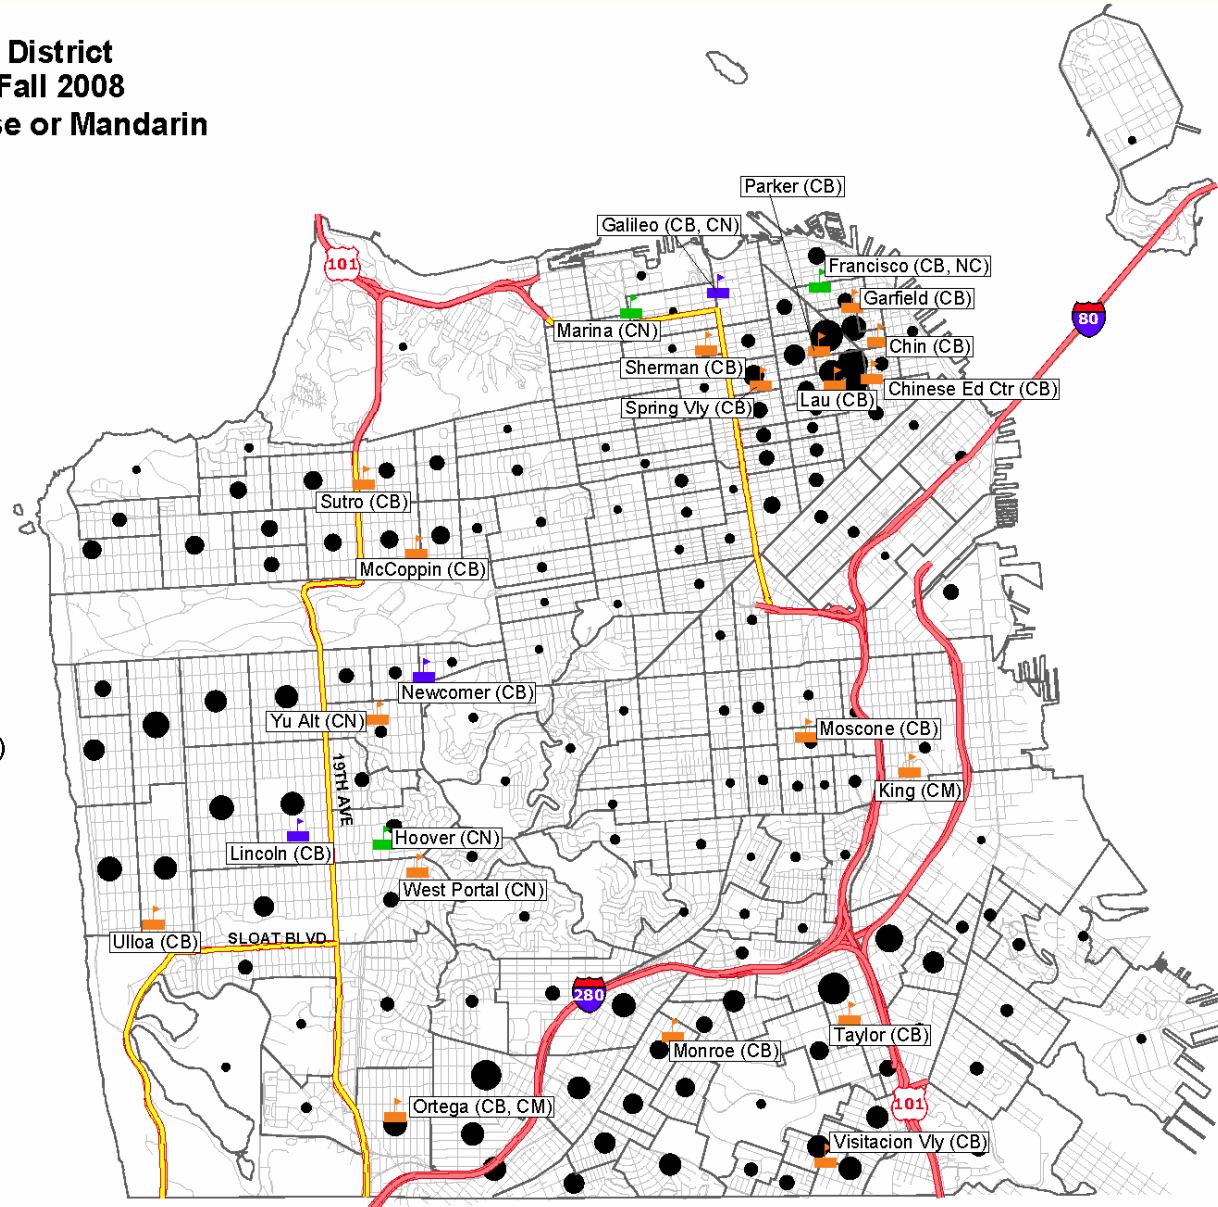 District
Fall 2008
se or Mandarin
Parker (CB)
Galileo (CB, CN)
101
Francisco (CB, NC)
Garfield (CB)
80
Marina (CN)
Chin (CB)
Sherman (CB)
Chinese Ed Ctr (CB)
Lau (CB)
Spring Vly (CB)
Sutro (CB)
McCoppin (CB)
Newcomer (CB)
Yu Alt (CN)
Moscone (CB)
)
19TH AVE
King (CM)
Hoover (CN)
Lincoln (CB)
West Portal (CN)
SLOAT BLVD
Ulloa (CB)
280
Taylor (CB)
Monroe (CB)
101
Ortega (CB, CM)
Visitacion Vly (CB)